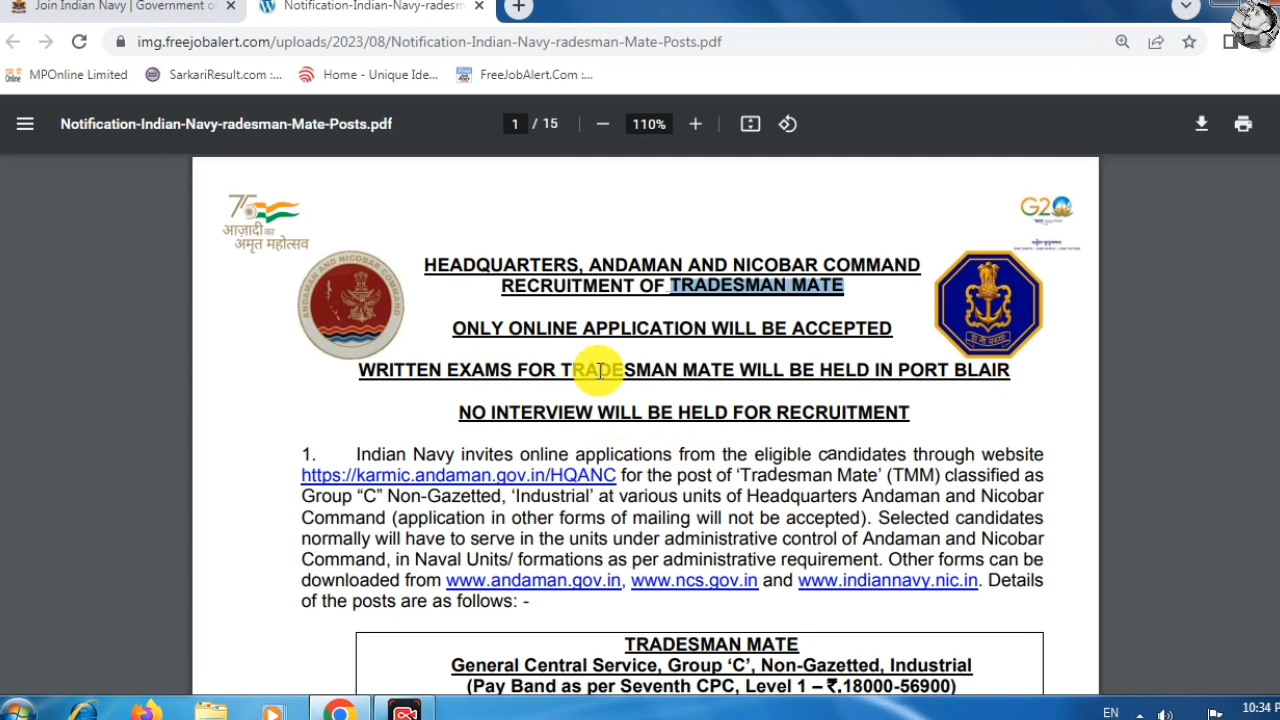 Join Indian Navy | Government of
Notification-Indian-Navy-radesm
img.freejobalert.com/uploads/2023/08/Notification-Indian-Navy-radesman-Mate-Posts.pdf
MPOnline Limited
SarkariResult.com :...
Home - Unique Ide...
FreeJobAlert.Com :...
Notification-Indian-Navy-radesman-Mate-Posts.pdf
1 / 15
110%
75
आज़ादी का
अमृत महोत्सव
G20
ANDAMAN AND NICOBAR COMMAND
HEADQUARTERS, ANDAMAN AND NICOBAR COMMAND
RECRUITMENT OF TRADESMAN MATE
ONLY ONLINE APPLICATION WILL BE ACCEPTED
WRITTEN EXAMS FOR TRADESMAN MATE WILL BE HELD IN PORT BLAIR
NO INTERVIEW WILL BE HELD FOR RECRUITMENT
1. Indian Navy invites online applications from the eligible candidates through website
https://karmic.andaman.gov.in/HQANC for the post of ‘Tradesman Mate’ (TMM) classified as
Group “C” Non-Gazetted, ‘Industrial’ at various units of Headquarters Andaman and Nicobar
Command (application in other forms of mailing will not be accepted). Selected candidates
normally will have to serve in the units under administrative control of Andaman and Nicobar
Command, in Naval Units/ formations as per administrative requirement. Other forms can be
downloaded from www.andaman.gov.in, www.ncs.gov.in and www.indiannavy.nic.in. Details
of the posts are as follows: -
TRADESMAN MATE
General Central Service, Group ‘C’, Non-Gazetted, Industrial
(Pay Band as per Seventh CPC, Level 1 – ₹.18000-56900)
EN
10:34 P